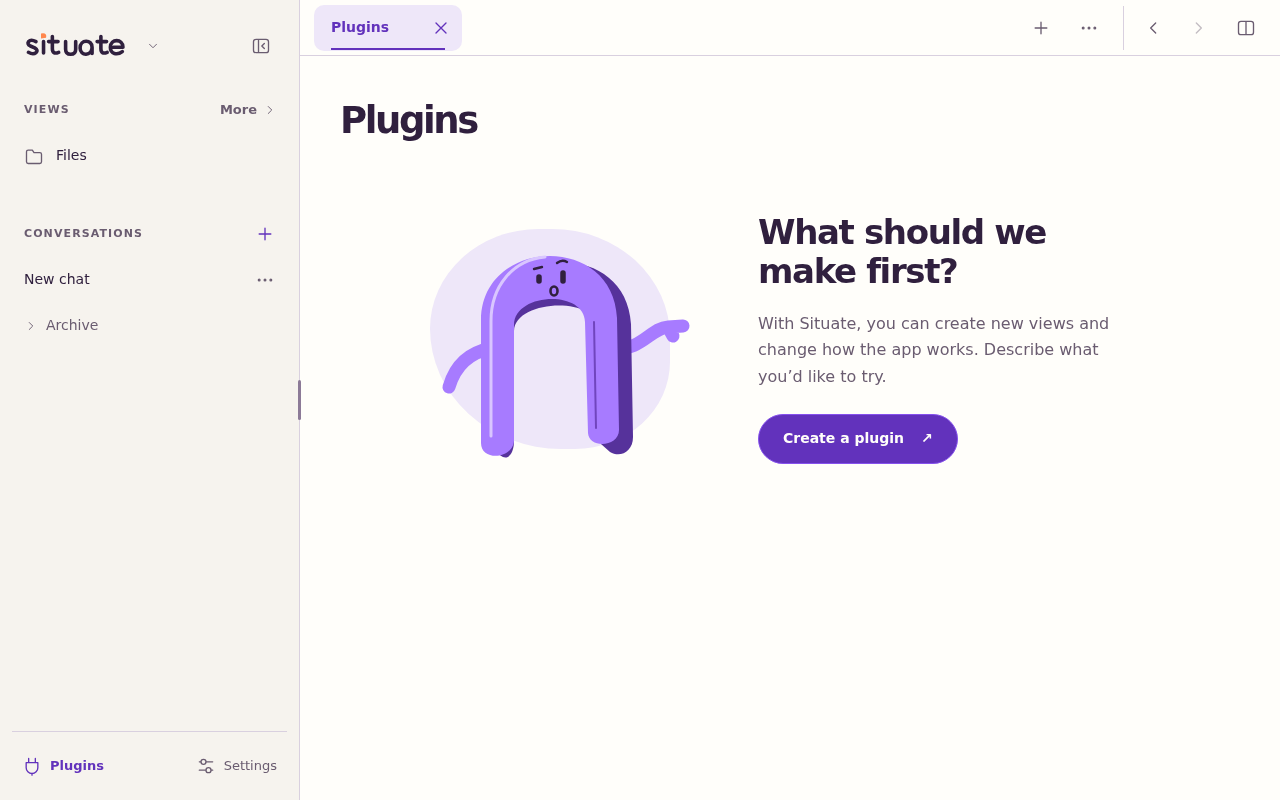 situate
VIEWS
More
Files
CONVERSATIONS
New chat
Archive
Plugins
Settings
Plugins
Plugins
What should we
make first?
With Situate, you can create new views and
change how the app works. Describe what
you’d like to try.
Create a plugin ↗